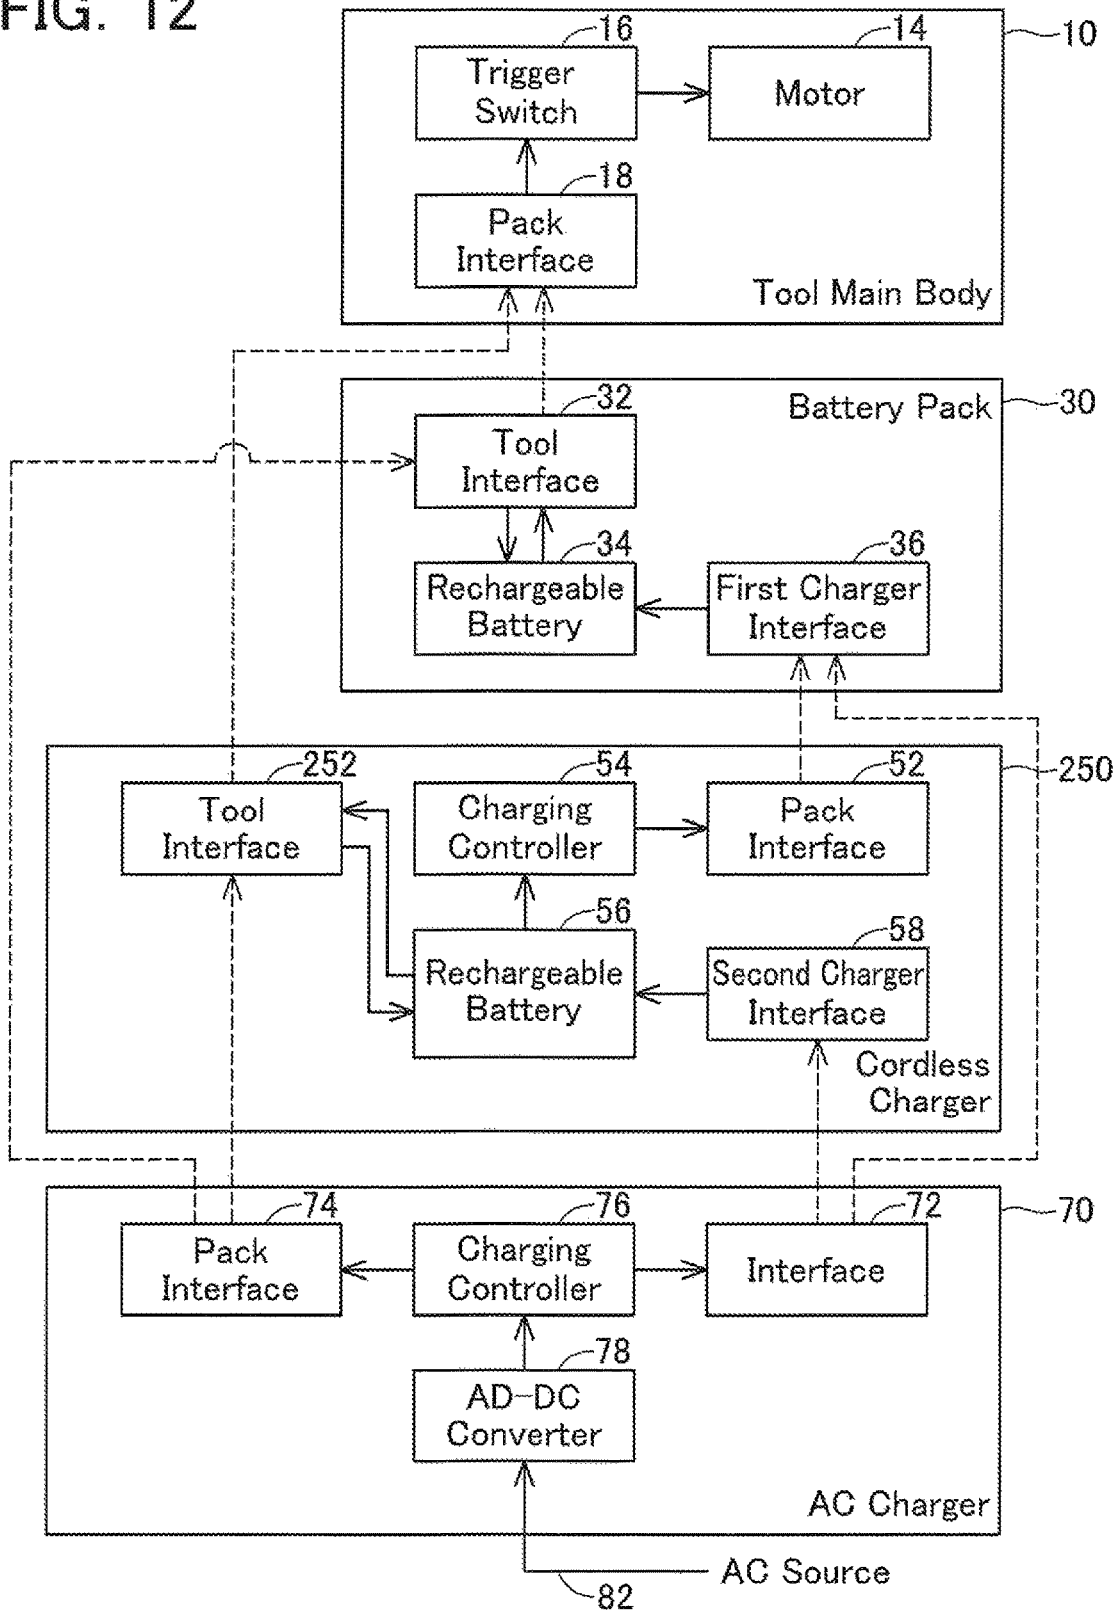 FIG. 12
10
16
14
Trigger
Switch
Motor
18
Pack
Interface
Tool Main Body
30
Battery Pack
32
Tool
Interface
34
36
Rechargeable
Battery
First Charger
Interface
250
252
54
52
Tool
Interface
Charging
Controller
Pack
Interface
56
58
Rechargeable
Battery
Second Charger
Interface
Cordless
Charger
70
74
76
72
Pack
Interface
Charging
Controller
Interface
78
AD-DC
Converter
AC Charger
AC Source
82